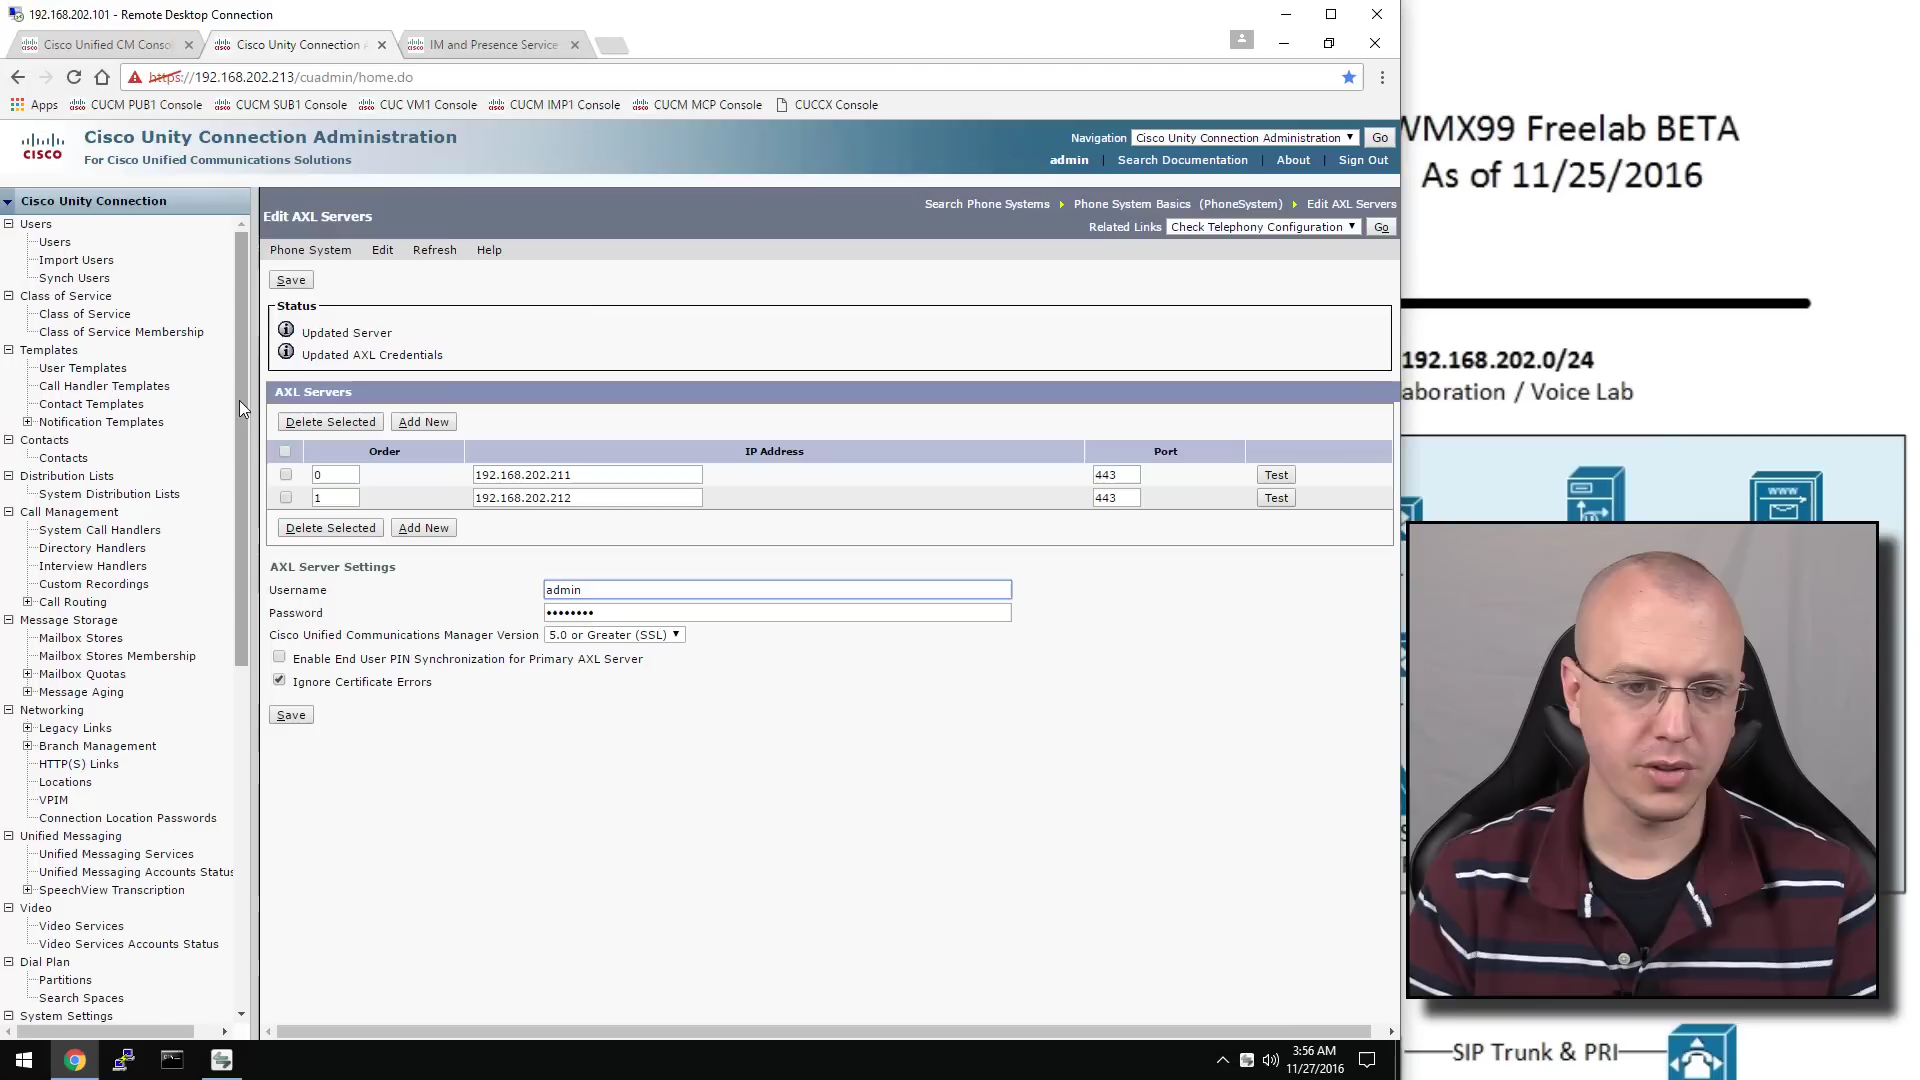 192.168.202.101 - Remote Desktop Connection
Cisco Unified CM Conso
Cisco Unity Connection
IM and Presence Service
https://192.168.202.213/cuadmin/home.do
Apps
CUCM PUB1 Console
CUCM SUB1 Console
CUC VM1 Console
CUCM IMP1 Console
CUCM MCP Console
CUCCX Console
CISCO
Cisco Unity Connection Administration
For Cisco Unified Communications Solutions
Navigation Cisco Unity Connection Administration Go
admin | Search Documentation | About | Sign Out
WMX99 Freelab BETA
As of 11/25/2016
Cisco Unity Connection
Users
Users
Import Users
Synch Users
Class of Service
Class of Service
Class of Service Membership
Templates
User Templates
Call Handler Templates
Contact Templates
Notification Templates
Contacts
Contacts
Distribution Lists
System Distribution Lists
Call Management
System Call Handlers
Directory Handlers
Interview Handlers
Custom Recordings
Call Routing
Message Storage
Mailbox Stores
Mailbox Stores Membership
Mailbox Quotas
Message Aging
Networking
Legacy Links
Branch Management
HTTP(S) Links
Locations
VPIM
Connection Location Passwords
Unified Messaging
Unified Messaging Services
Unified Messaging Accounts Status
SpeechView Transcription
Video
Video Services
Video Services Accounts Status
Dial Plan
Partitions
Search Spaces
System Settings
Edit AXL Servers
Search Phone Systems
Phone System Basics (PhoneSystem)
Edit AXL Servers
Related Links Check Telephony Configuration Go
Phone System Edit Refresh Help
Save
Status
Updated Server
Updated AXL Credentials
AXL Servers
Delete Selected Add New
Order IP Address Port
0 192.168.202.211 443 Test
1 192.168.202.212 443 Test
Delete Selected Add New
AXL Server Settings
Username admin
Password ••••••••
Cisco Unified Communications Manager Version 5.0 or Greater (SSL)
Enable End User PIN Synchronization for Primary AXL Server
Ignore Certificate Errors
Save
192.168.202.0/24
aboration / Voice Lab
www
SIP Trunk & PRI
3:56 AM
11/27/2016